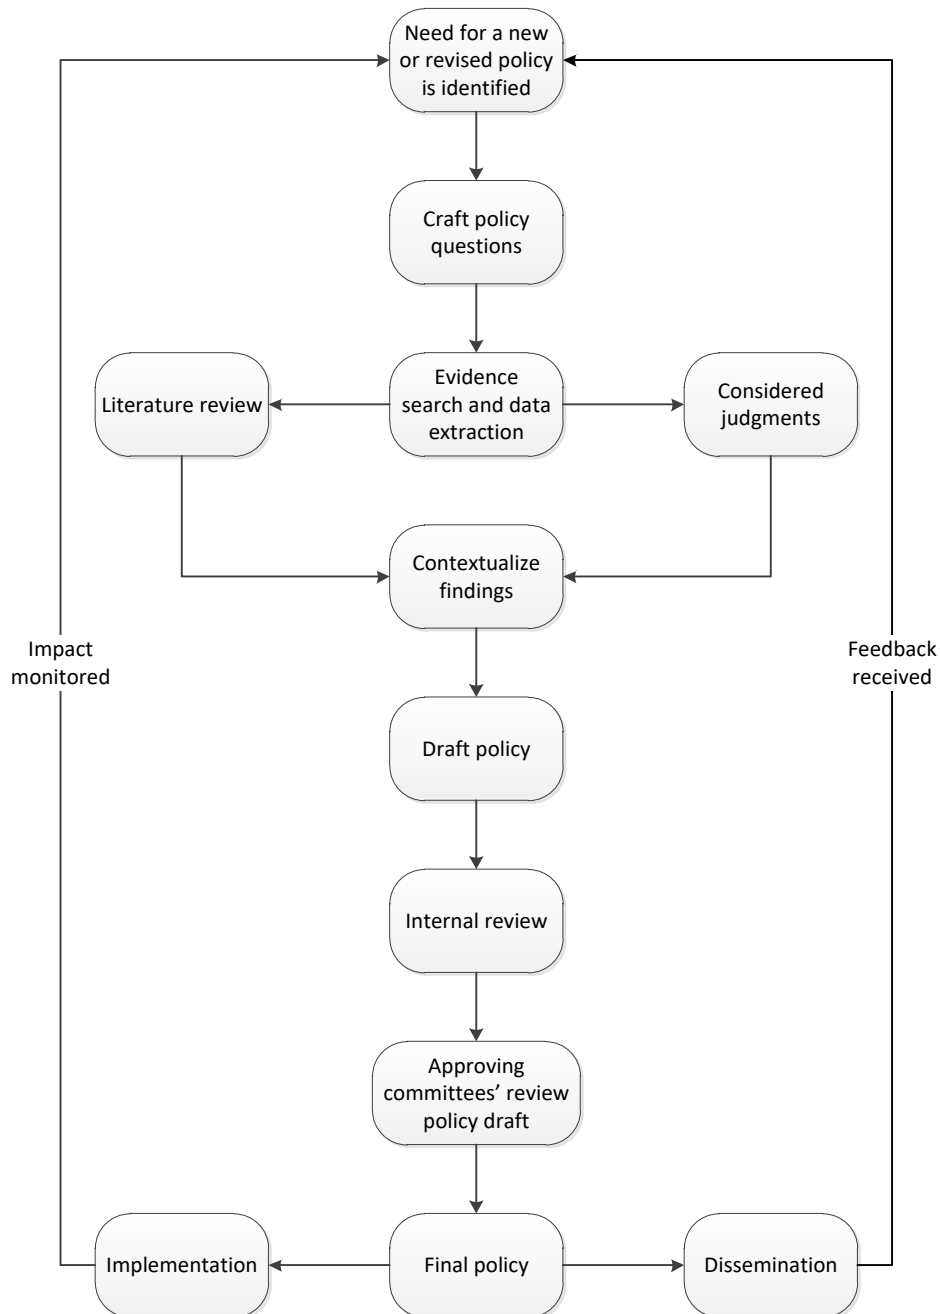 Need for a new
or revised policy
is identified
Craft policy
questions
Literature review
Evidence
search and data
extraction
Considered
judgments
Contextualize
findings
Impact
monitored
Feedback
received
Draft policy
Internal review
Approving
committees’ review
policy draft
Implementation
Final policy
Dissemination